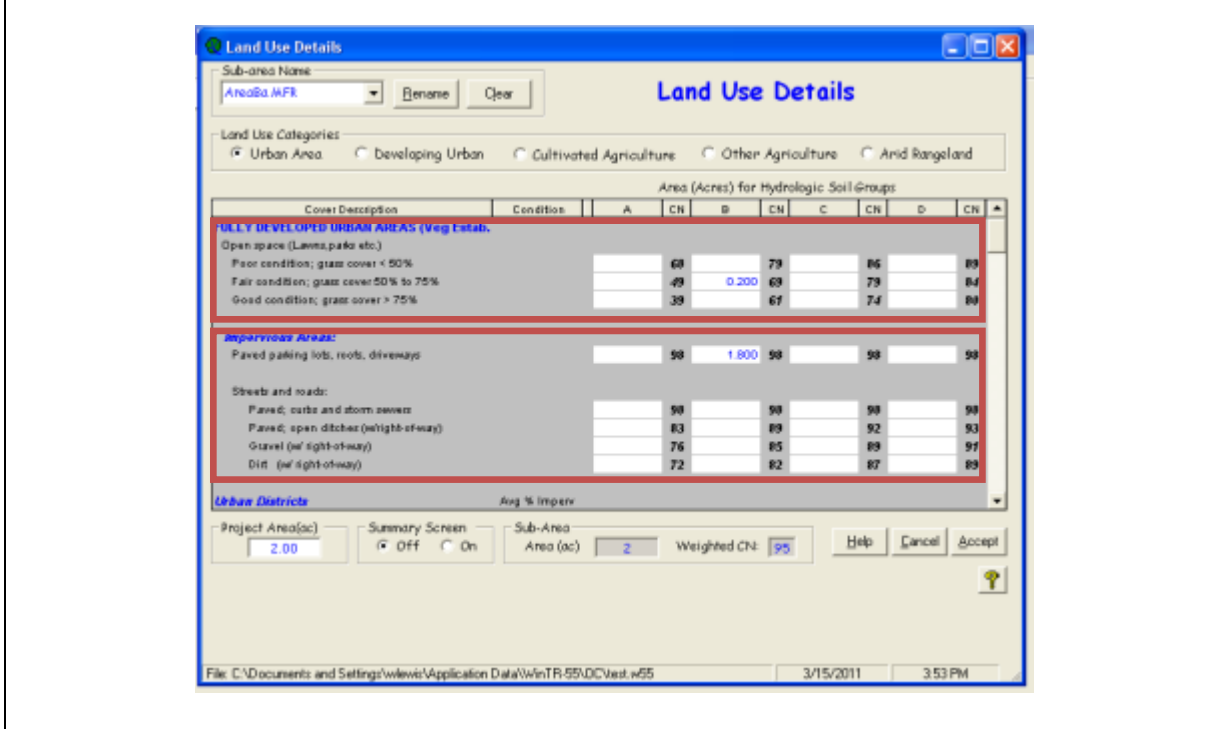 Land Use Details
Sub-area Name
AreaBa.MFR Rename Clear
Land Use Details
Land Use Categories
Urban Area Developing Urban Cultivated Agriculture Other Agriculture Arid Rangeland
Area (Acres) for Hydrologic Soil Groups
Cover Description Condition A CN B CN C CN D CN
FULLY DEVELOPED URBAN AREAS (Veg Estab.
Open space (Lawns,parks etc.)
Poor condition; grass cover < 50% 68 79 86 89
Fair condition; grass cover 50% to 75% 49 0.200 69 79 84
Good condition; grass cover > 75% 39 61 74 80
Impervious Areas:
Paved parking lots, roofs, driveways 98 1.800 98 98 98
Streets and roads:
Paved; curbs and storm sewers 98 98 98 98
Paved; open ditches (w/right-of-way) 83 89 92 93
Gravel (w/ right-of-way) 76 85 89 91
Dirt (w/ right-of-way) 72 82 87 89
Urban Districts Avg % Imperv
Project Area(ac) Summary Screen Sub-Area
2.00 Off On Area (ac) 2 Weighted CN: 95 Help Cancel Accept
File: C:\Documents and Settings\wlewis\Application Data\WinTR-55\DC\test.w55 3/15/2011 3:53 PM